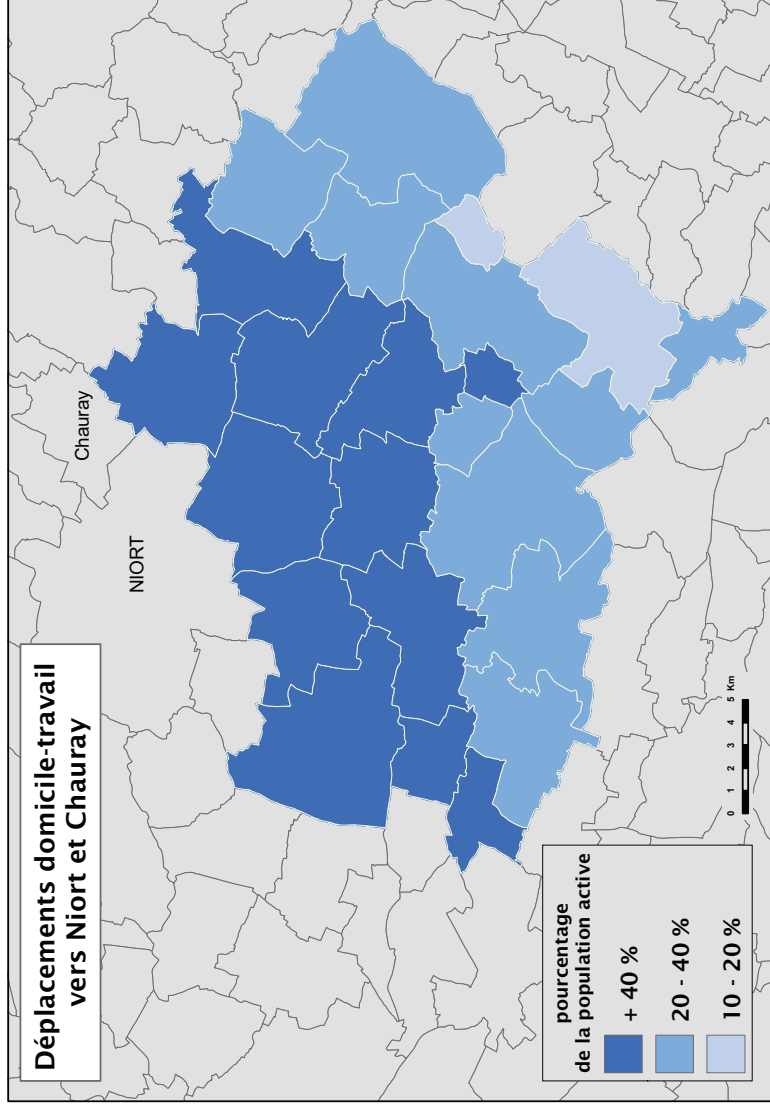 Déplacements domicile-travail
vers Niort et Chauray
Chauray
NIORT
pourcentage
de la population active
+ 40 %
20 - 40 %
10 - 20 %
0 1 2 3 4 5 Km